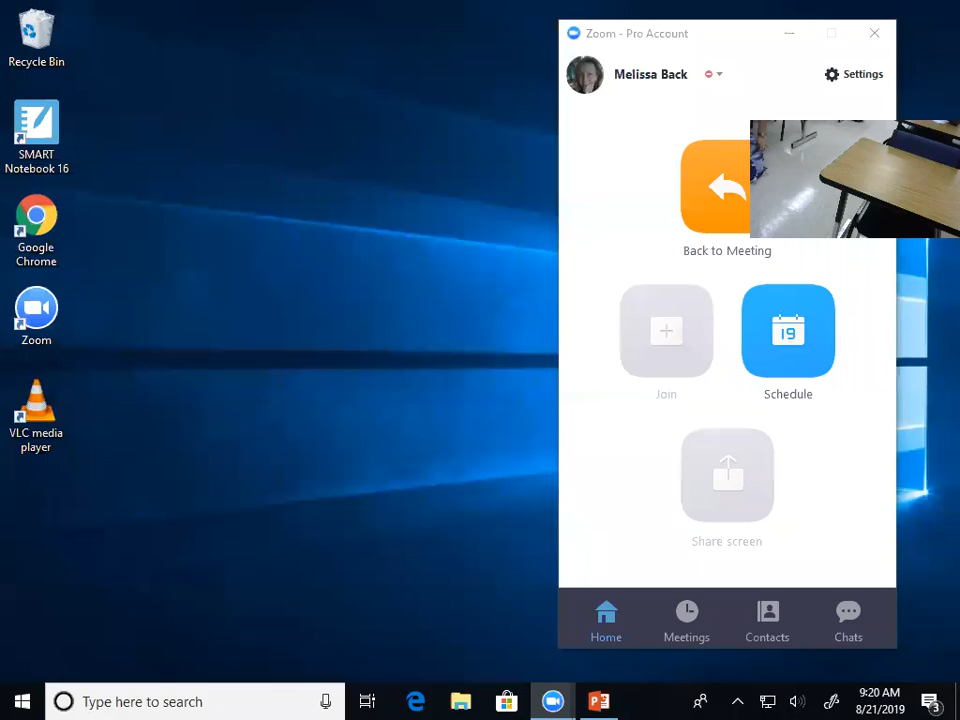 Recycle Bin
SMART
Notebook 16
Google
Chrome
Zoom
VLC media
player
Zoom - Pro Account
Melissa Back
Settings
Back to Meeting
19
Join
Schedule
Share screen
Home
Meetings
Contacts
Chats
Type here to search
9:20 AM
8/21/2019
3